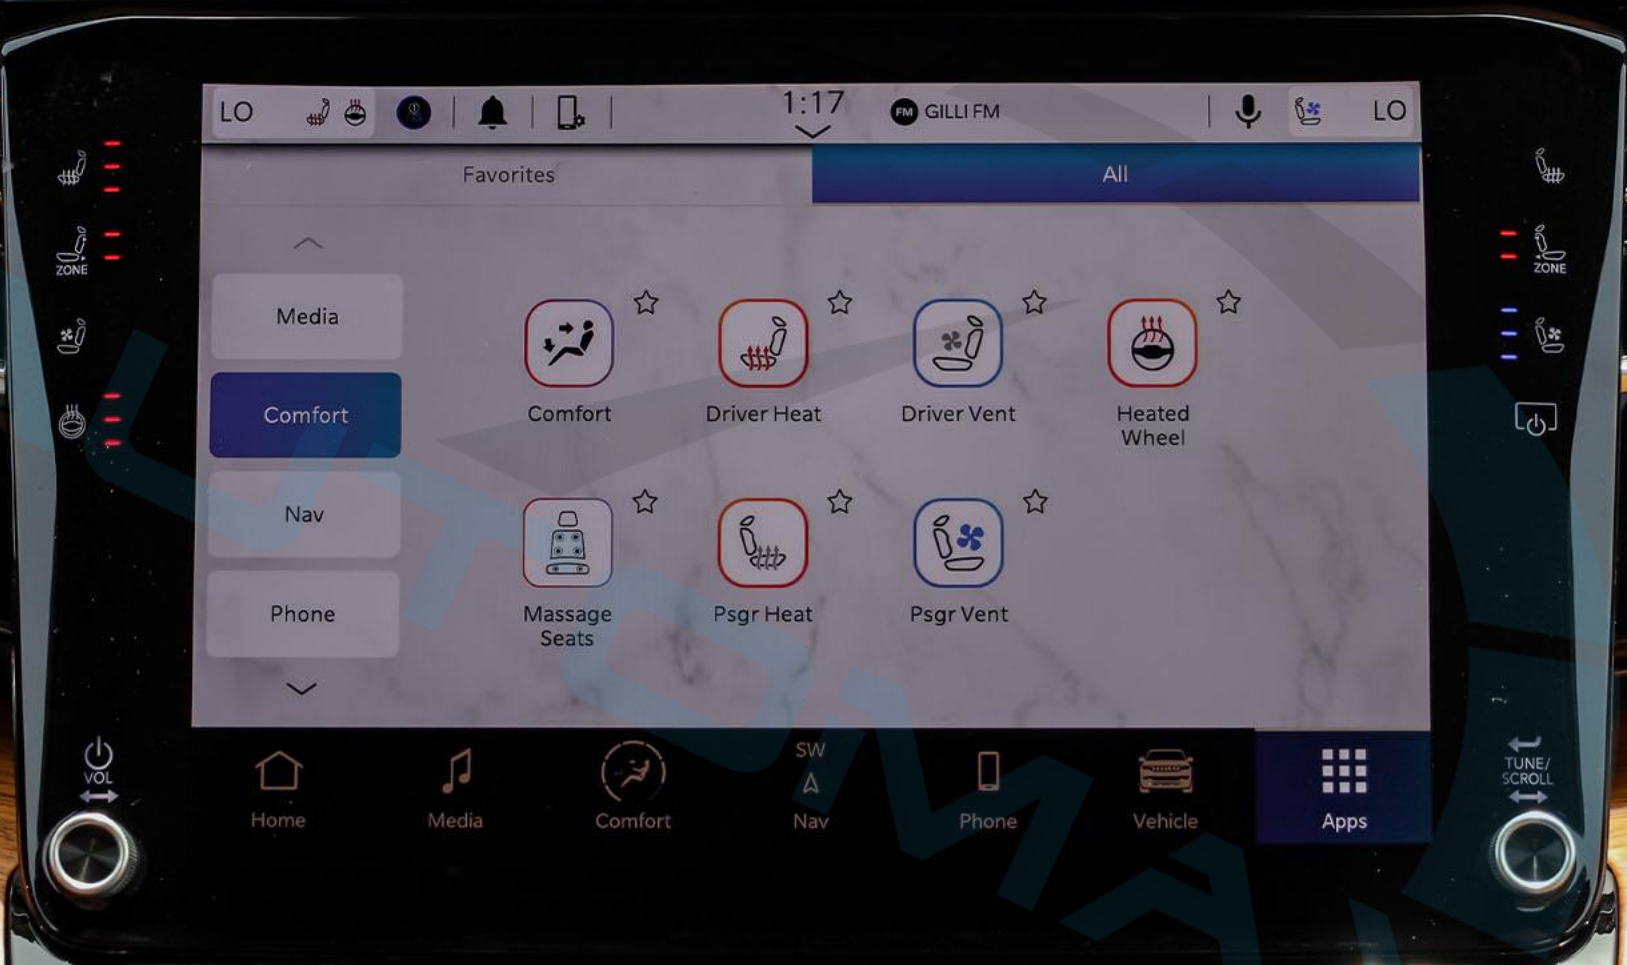 LO
1:17
FM
GILLI FM
LO
Favorites
All
ZONE
ZONE
Media
Comfort
Nav
Phone
Comfort
Driver Heat
Driver Vent
Heated
Wheel
Massage
Seats
Psgr Heat
Psgr Vent
VOL
TUNE/
SCROLL
Home
Media
Comfort
SW
Nav
Phone
Vehicle
Apps
UTOMA